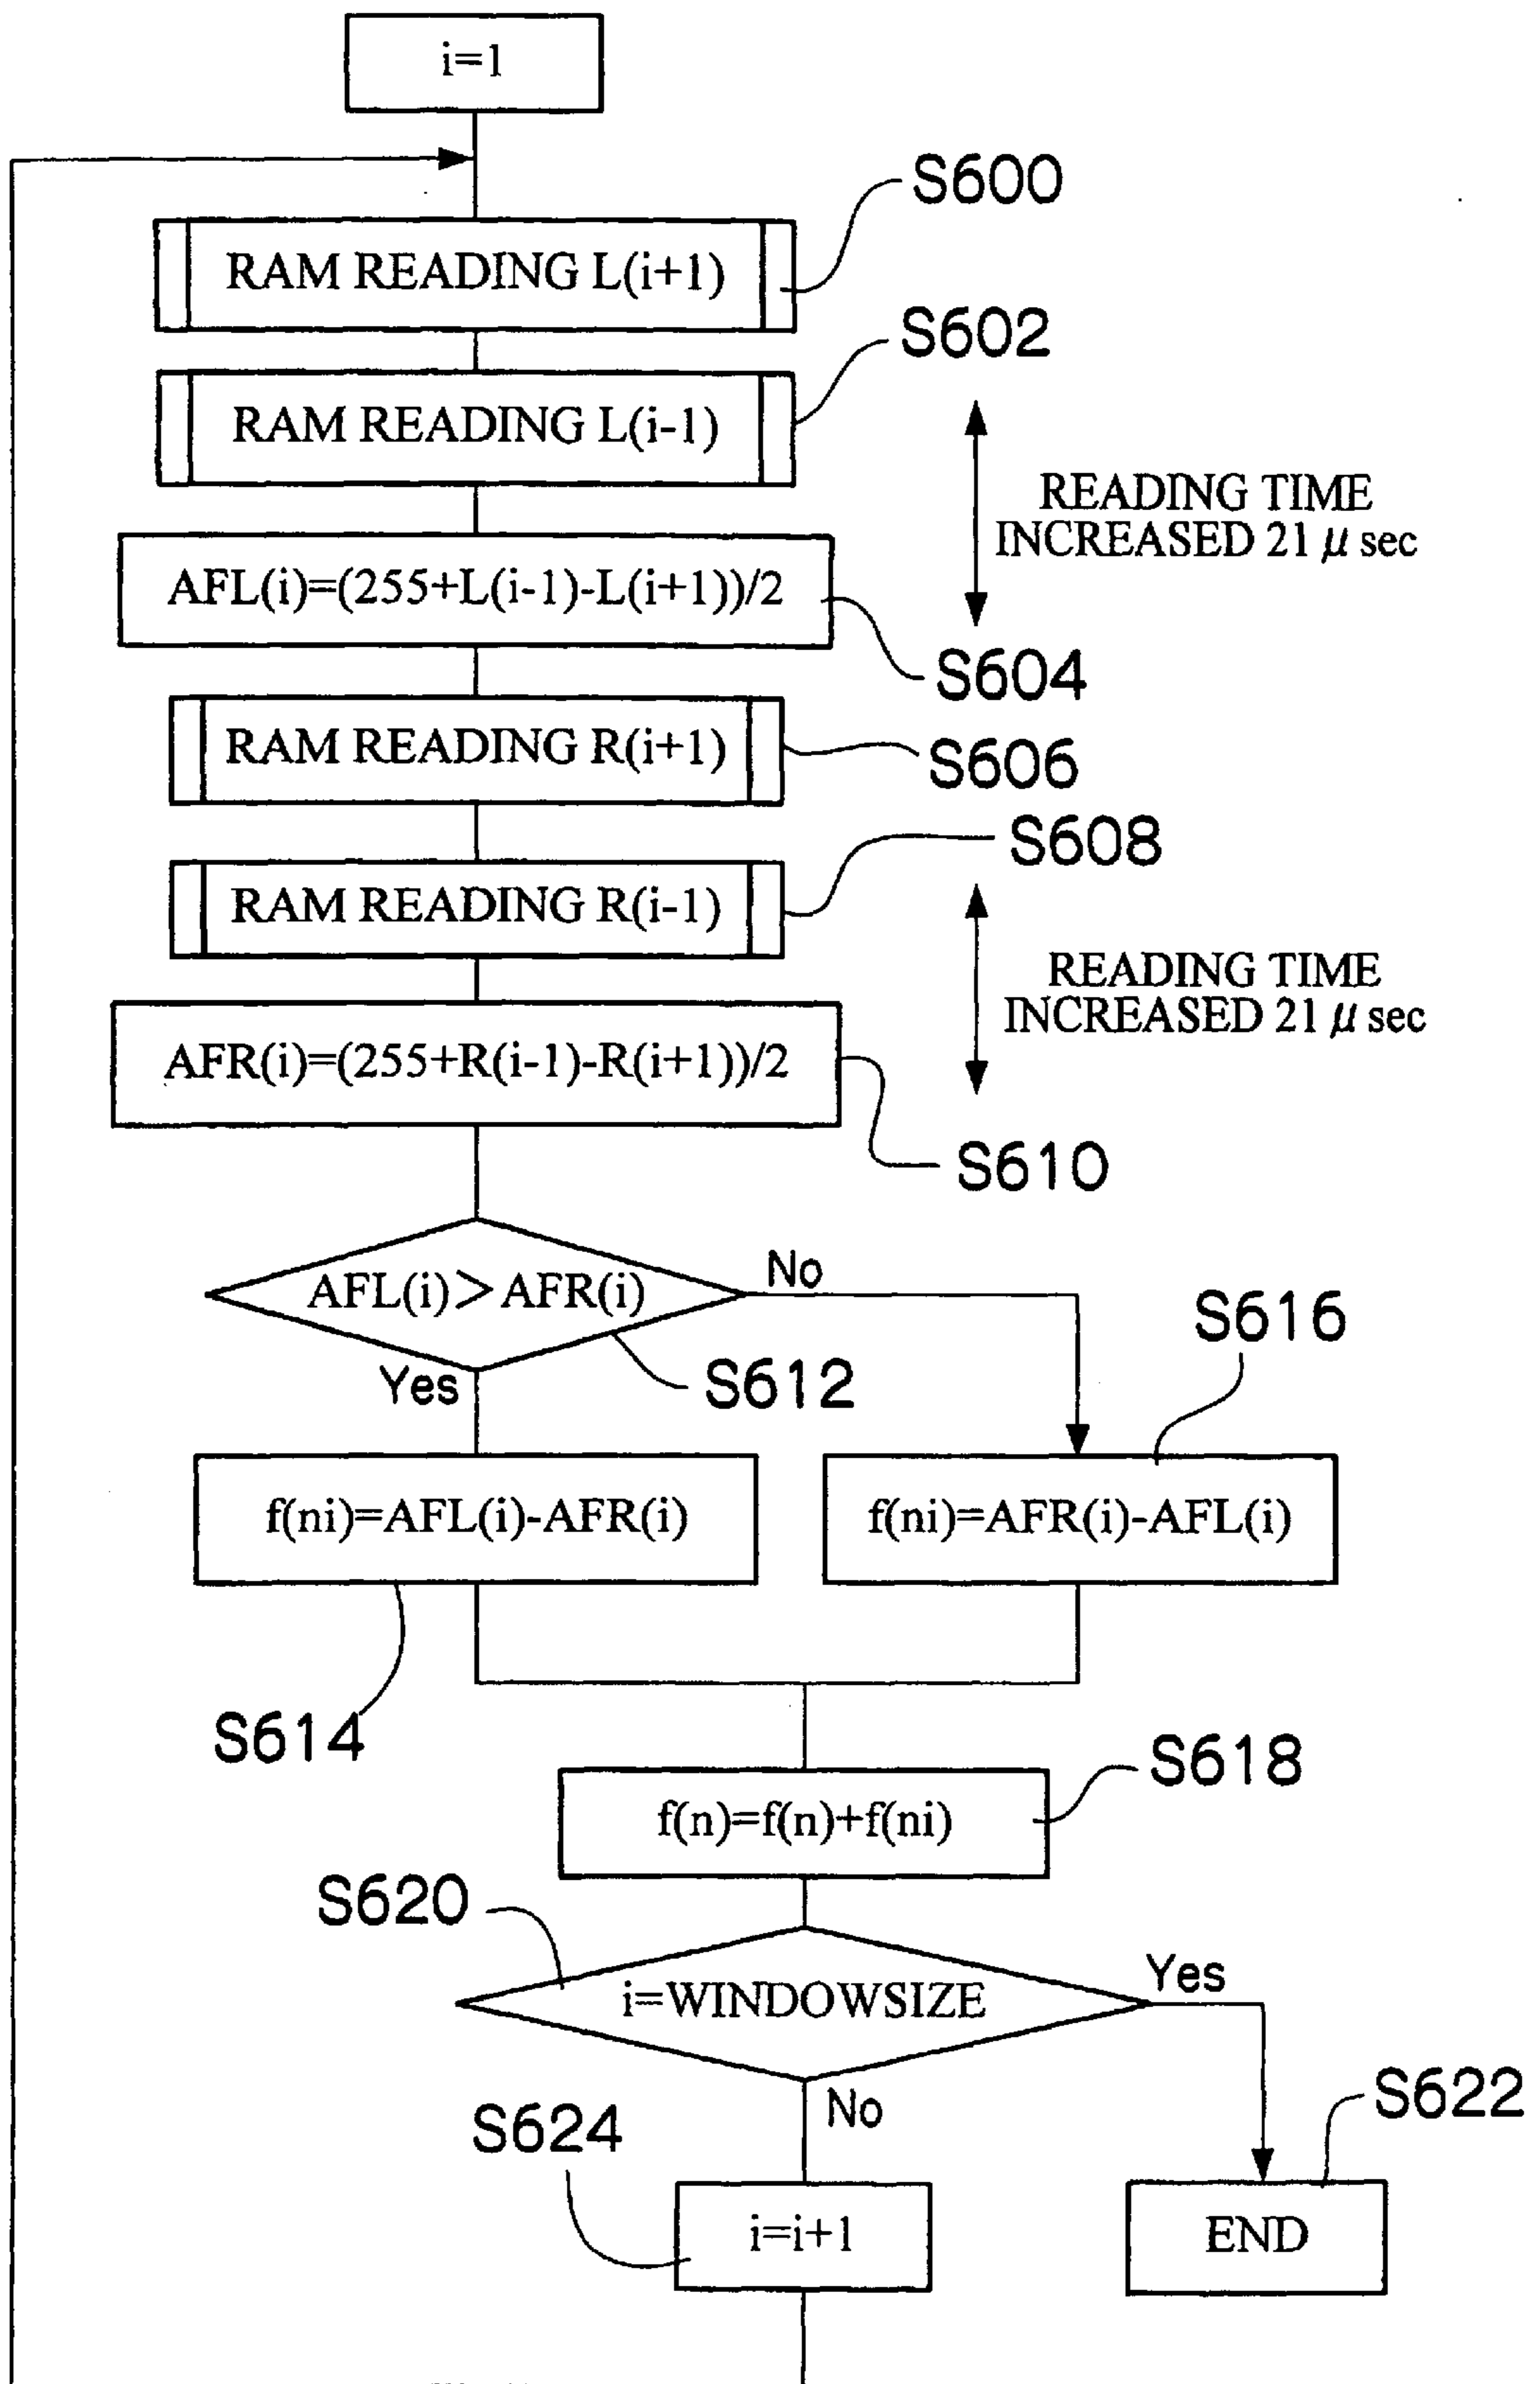 i=1
S600
RAM READING L(i+1)
S602
RAM READING L(i-1)
READING TIME
INCREASED 21 μ sec
AFL(i)=(255+L(i-1)-L(i+1))/2
S604
RAM READING R(i+1)
S606
S608
RAM READING R(i-1)
READING TIME
INCREASED 21 μ sec
AFR(i)=(255+R(i-1)-R(i+1))/2
S610
AFL(i)>AFR(i)
No
S616
Yes
S612
f(ni)=AFL(i)-AFR(i)
f(ni)=AFR(i)-AFL(i)
S614
S618
f(n)=f(n)+f(ni)
S620
Yes
i=WINDOWSIZE
No
S622
S624
i=i+1
END